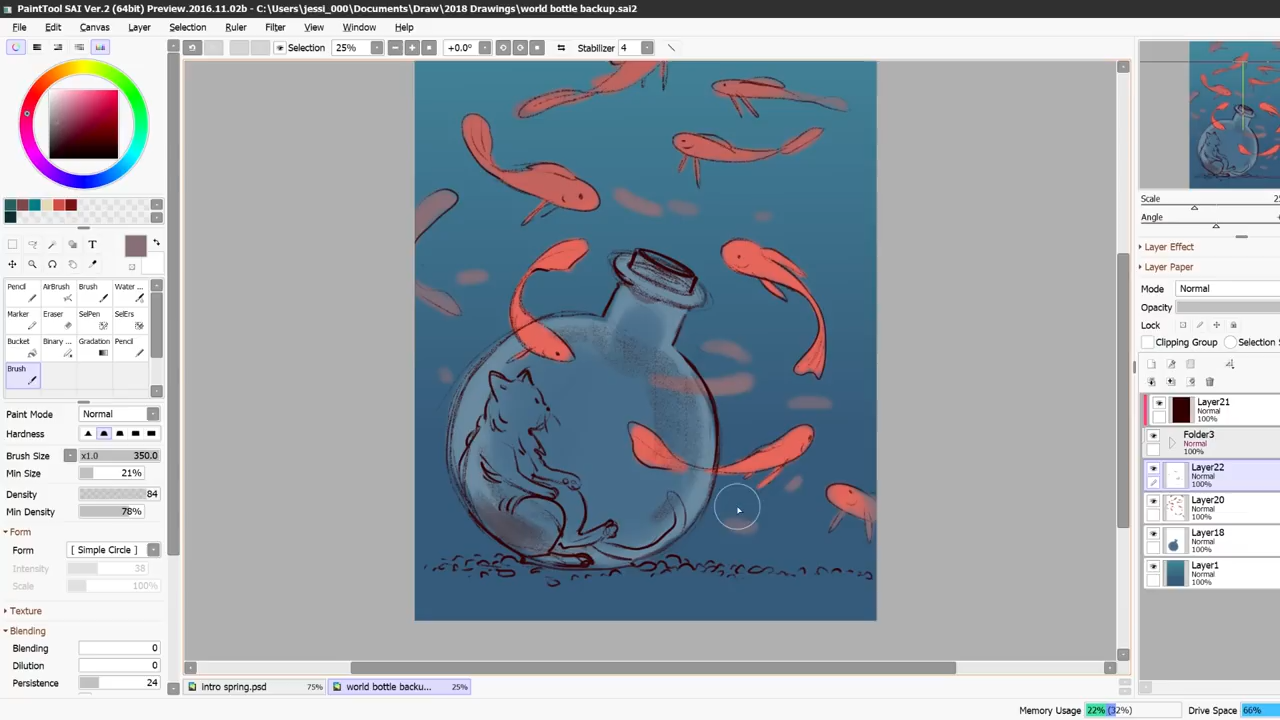 PaintTool SAI Ver.2 (64bit) Preview.2016.11.02b - C:\Users\jessi_000\Documents\Draw\2018 Drawings\world bottle backup.sai2
File Edit Canvas Layer Selection Ruler Filter View Window Help
Selection 25% +0.0° Stabilizer 4
T
Pencil AirBrush Brush Water ...
Marker Eraser SelPen SelErs
Bucket Binary ... Gradation Pencil
Brush
Paint Mode Normal
Hardness
Brush Size x1.0 350.0
Min Size 21%
Density 84
Min Density 78%
Form
Form [ Simple Circle ]
Intensity 38
Scale 100%
Texture
Blending
Blending 0
Dilution 0
Persistence 24
Scale
Angle
Layer Effect
Layer Paper
Mode Normal
Opacity
Lock
Clipping Group Selection
Layer21
Normal
100%
Folder3
Normal
100%
Layer22
Normal
100%
Layer20
Normal
100%
Layer18
Normal
100%
Layer1
Normal
100%
intro spring.psd 75% world bottle backu... 25%
Memory Usage 22% (32%) Drive Space 66%